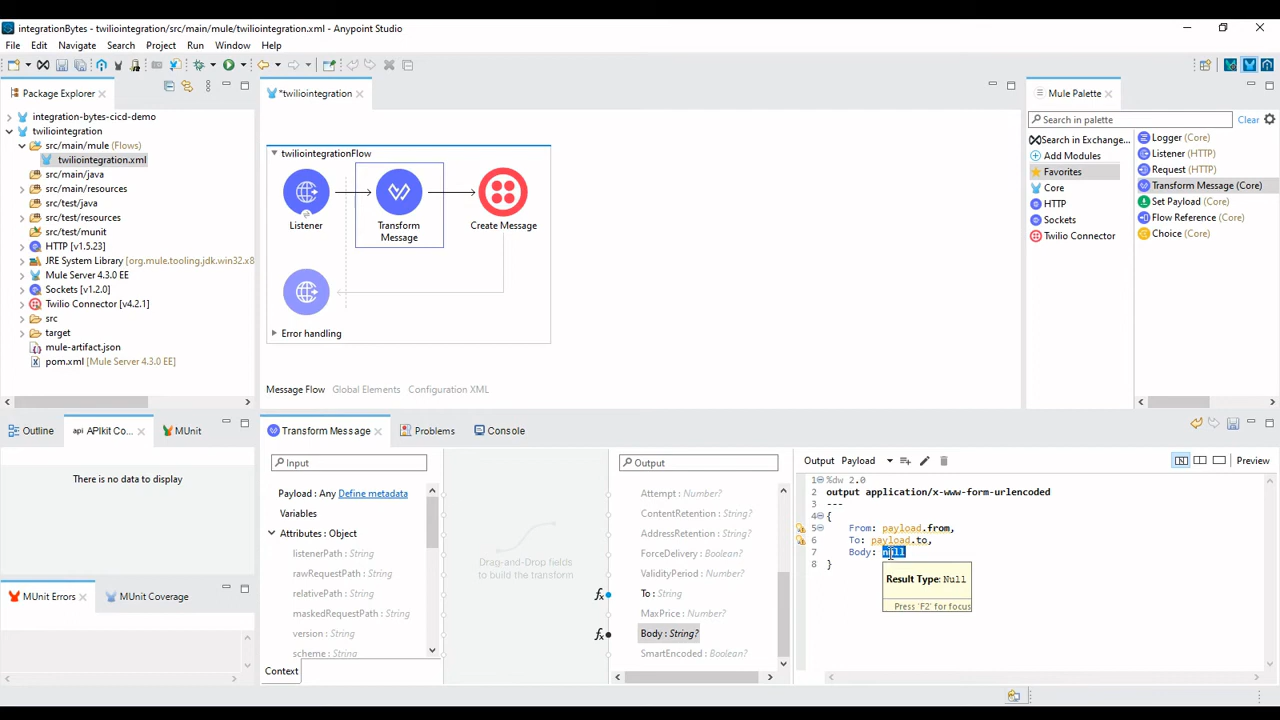 integrationBytes - twiliointegration/src/main/mule/twiliointegration.xml - Anypoint Studio
File Edit Navigate Search Project Run Window Help
Package Explorer
integration-bytes-cicd-demo
twiliointegration
src/main/mule (Flows)
twiliointegration.xml
src/main/java
src/main/resources
src/test/java
src/test/resources
src/test/munit
HTTP [v1.5.23]
JRE System Library [org.mule.tooling.jdk.win32.x8
Mule Server 4.3.0 EE
Sockets [v1.2.0]
Twilio Connector [v4.2.1]
src
target
mule-artifact.json
pom.xml [Mule Server 4.3.0 EE]
*twiliointegration
twiliointegrationFlow
Listener
Transform
Message
Create Message
Error handling
Message Flow Global Elements Configuration XML
Mule Palette
Search in palette
Clear
Search in Exchange...
Add Modules
Favorites
Core
HTTP
Sockets
Twilio Connector
Logger (Core)
Listener (HTTP)
Request (HTTP)
Transform Message (Core)
Set Payload (Core)
Flow Reference (Core)
Choice (Core)
Outline
api APIkit Co...
MUnit
There is no data to display
MUnit Errors
MUnit Coverage
Transform Message
Problems
Console
Input
Payload : Any Define metadata
Variables
Attributes : Object
listenerPath : String
rawRequestPath : String
relativePath : String
maskedRequestPath : String
version : String
scheme : String
Context
Drag-and-Drop fields
to build the transform
Output
Attempt : Number?
ContentRetention : String?
AddressRetention : String?
ForceDelivery : Boolean?
ValidityPeriod : Number?
To : String
MaxPrice : Number?
Body : String?
SmartEncoded : Boolean?
Output Payload
Preview
1 %dw 2.0
2 output application/x-www-form-urlencoded
3 ---
4 {
5 From: payload.from,
6 To: payload.to,
7 Body: null
8 }
Result Type: Null
Press 'F2' for focus